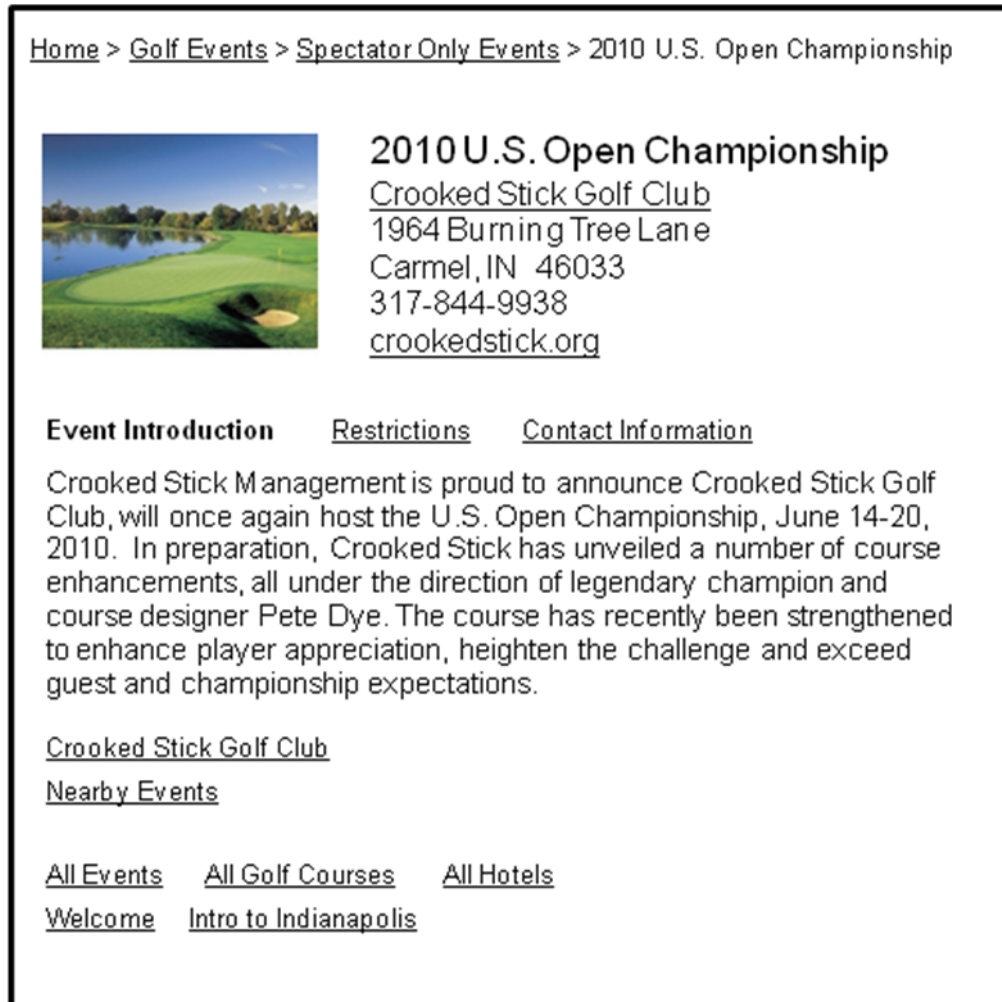 Home > Golf Events > Spectator Only Events > 2010 U.S. Open Championship
2010 U.S. Open Championship
Crooked Stick Golf Club
1964 Burning Tree Lane
Carmel, IN 46033
317-844-9938
crookedstick.org
Event Introduction Restrictions Contact Information
Crooked Stick Management is proud to announce Crooked Stick Golf
Club, will once again host the U.S. Open Championship, June 14-20,
2010. In preparation, Crooked Stick has unveiled a number of course
enhancements, all under the direction of legendary champion and
course designer Pete Dye. The course has recently been strengthened
to enhance player appreciation, heighten the challenge and exceed
guest and championship expectations.
Crooked Stick Golf Club
Nearby Events
All Events All Golf Courses All Hotels
Welcome Intro to Indianapolis